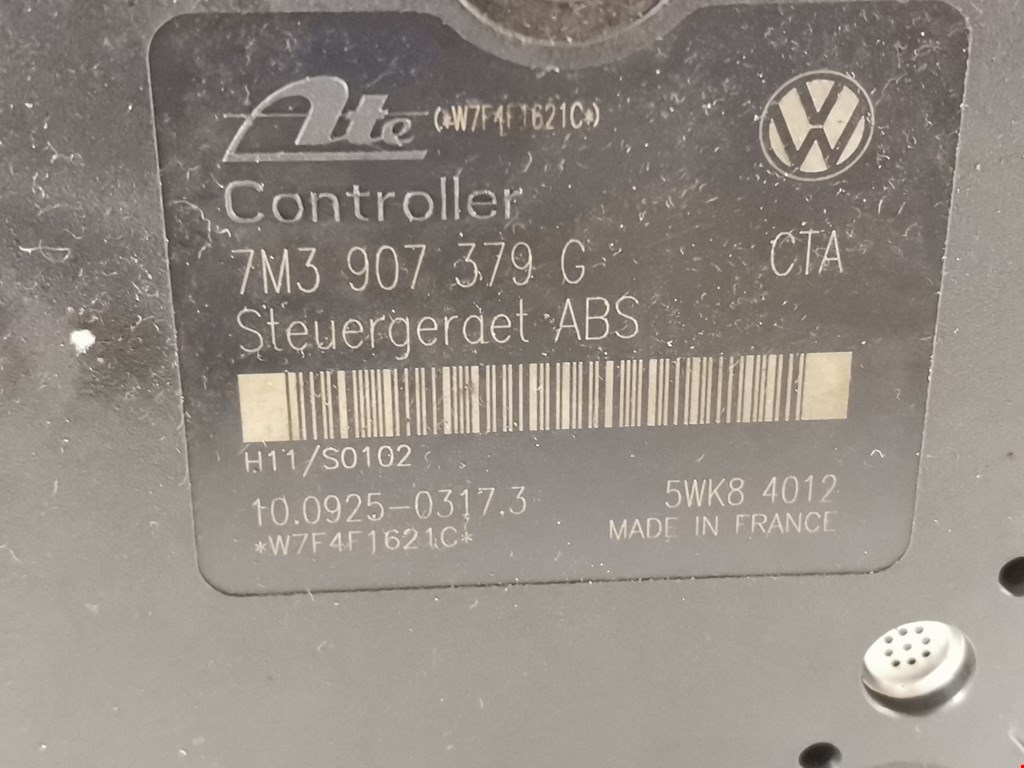 Ate (*W7F4F1621C*)
Controller
7M3 907 379 G CTA
Steuergerdet ABS
H11/S0102
10.0925-0317.3 5WK8 4012
*W7F4F1621C* MADE IN FRANCE